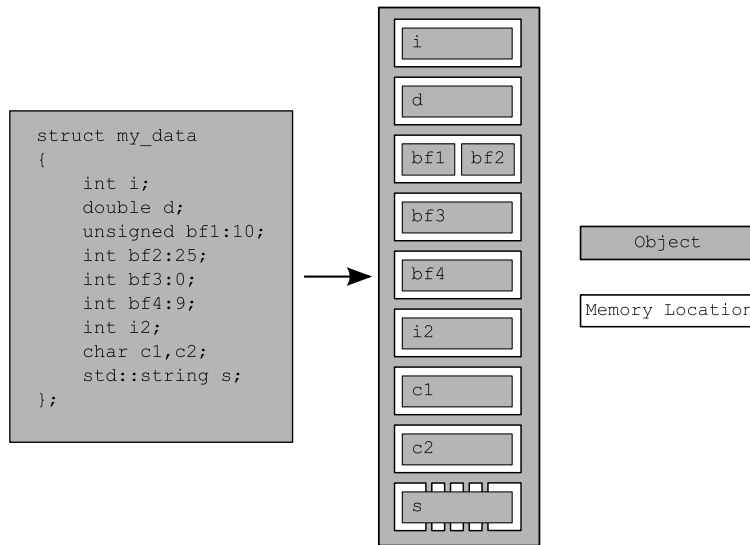 struct my_data
{
    int i;
    double d;
    unsigned bf1:10;
    int bf2:25;
    int bf3:0;
    int bf4:9;
    int i2;
    char c1,c2;
    std::string s;
};
i
d
bf1 bf2
bf3
bf4
i2
c1
c2
s
Object
Memory Location